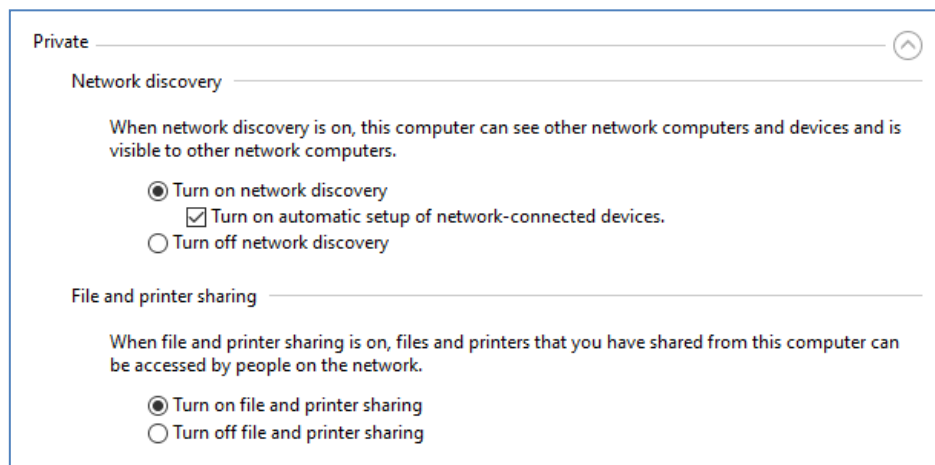 Private
Network discovery
When network discovery is on, this computer can see other network computers and devices and is
visible to other network computers.
Turn on network discovery
Turn on automatic setup of network-connected devices.
Turn off network discovery
File and printer sharing
When file and printer sharing is on, files and printers that you have shared from this computer can
be accessed by people on the network.
Turn on file and printer sharing
Turn off file and printer sharing